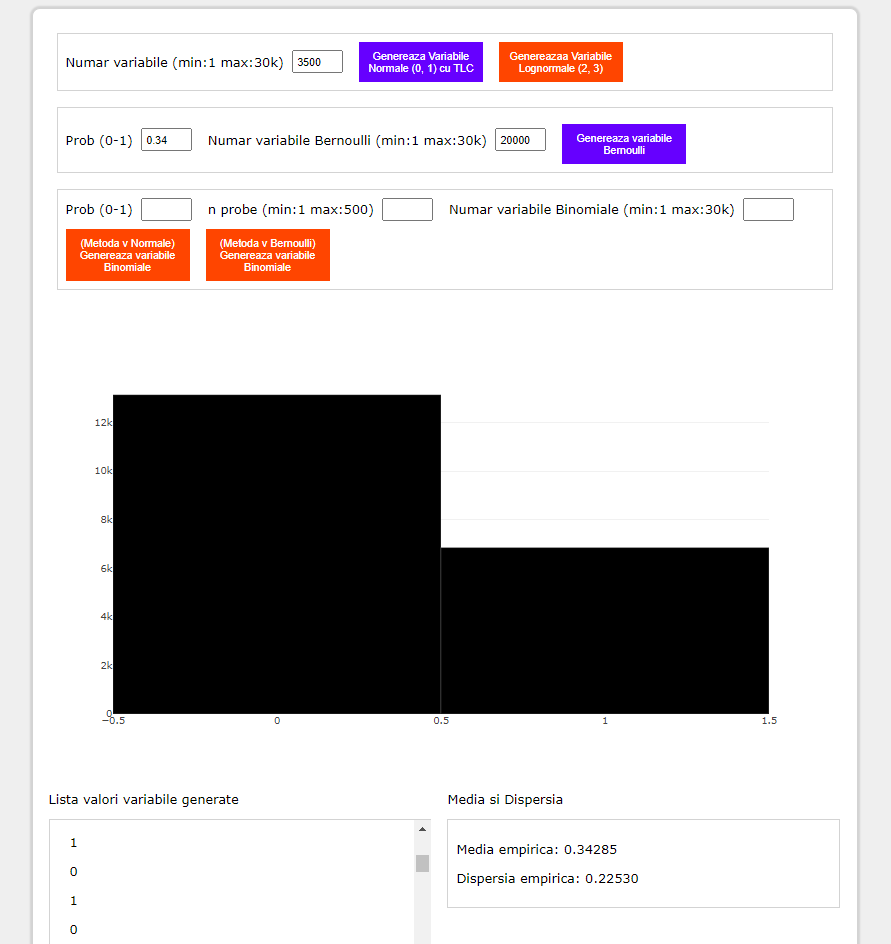 Numar variabile (min:1 max:30k) 3500 Genereaza Variabile Genereazaa Variabile
Normale (0, 1) cu TLC Lognormale (2, 3)
Prob (0-1) 0.34 Numar variabile Bernoulli (min:1 max:30k) 20000 Genereaza variabile
Bernoulli
Prob (0-1) n probe (min:1 max:500) Numar variabile Binomiale (min:1 max:30k)
(Metoda v Normale) (Metoda v Bernoulli)
Genereaza variabile Genereaza variabile
Binomiale Binomiale
12k
10k
8k
6k
4k
2k
0
−0.5 0 0.5 1 1.5
Lista valori variabile generate Media si Dispersia
1
Media empirica: 0.34285
0
Dispersia empirica: 0.22530
1
0